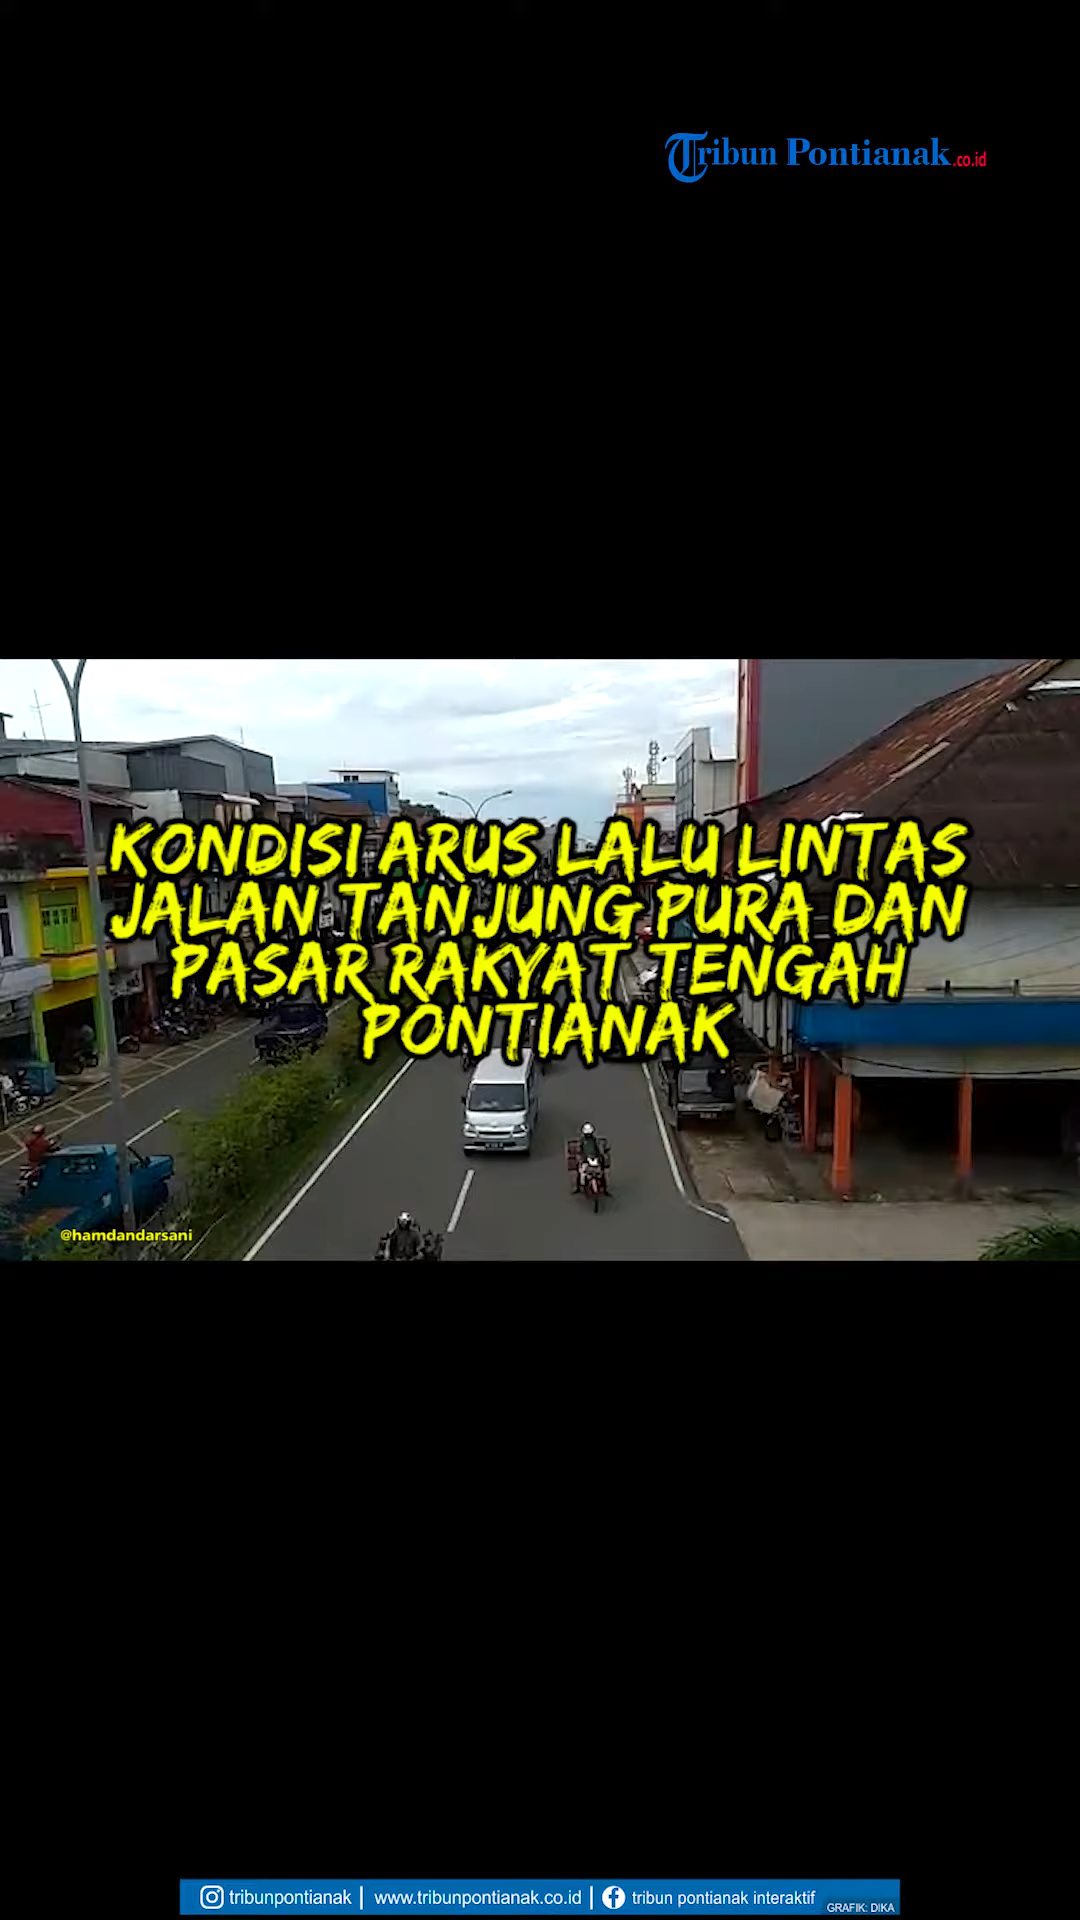 Tribun Pontianak.co.id
KONDISI ARUS LALU LINTAS
JALAN TANJUNG PURA DAN
PASAR RAKYAT TENGAH
PONTIANAK
@hamdandarsani
tribunpontianak | www.tribunpontianak.co.id | tribun pontianak interaktif
GRAFIK: DIKA